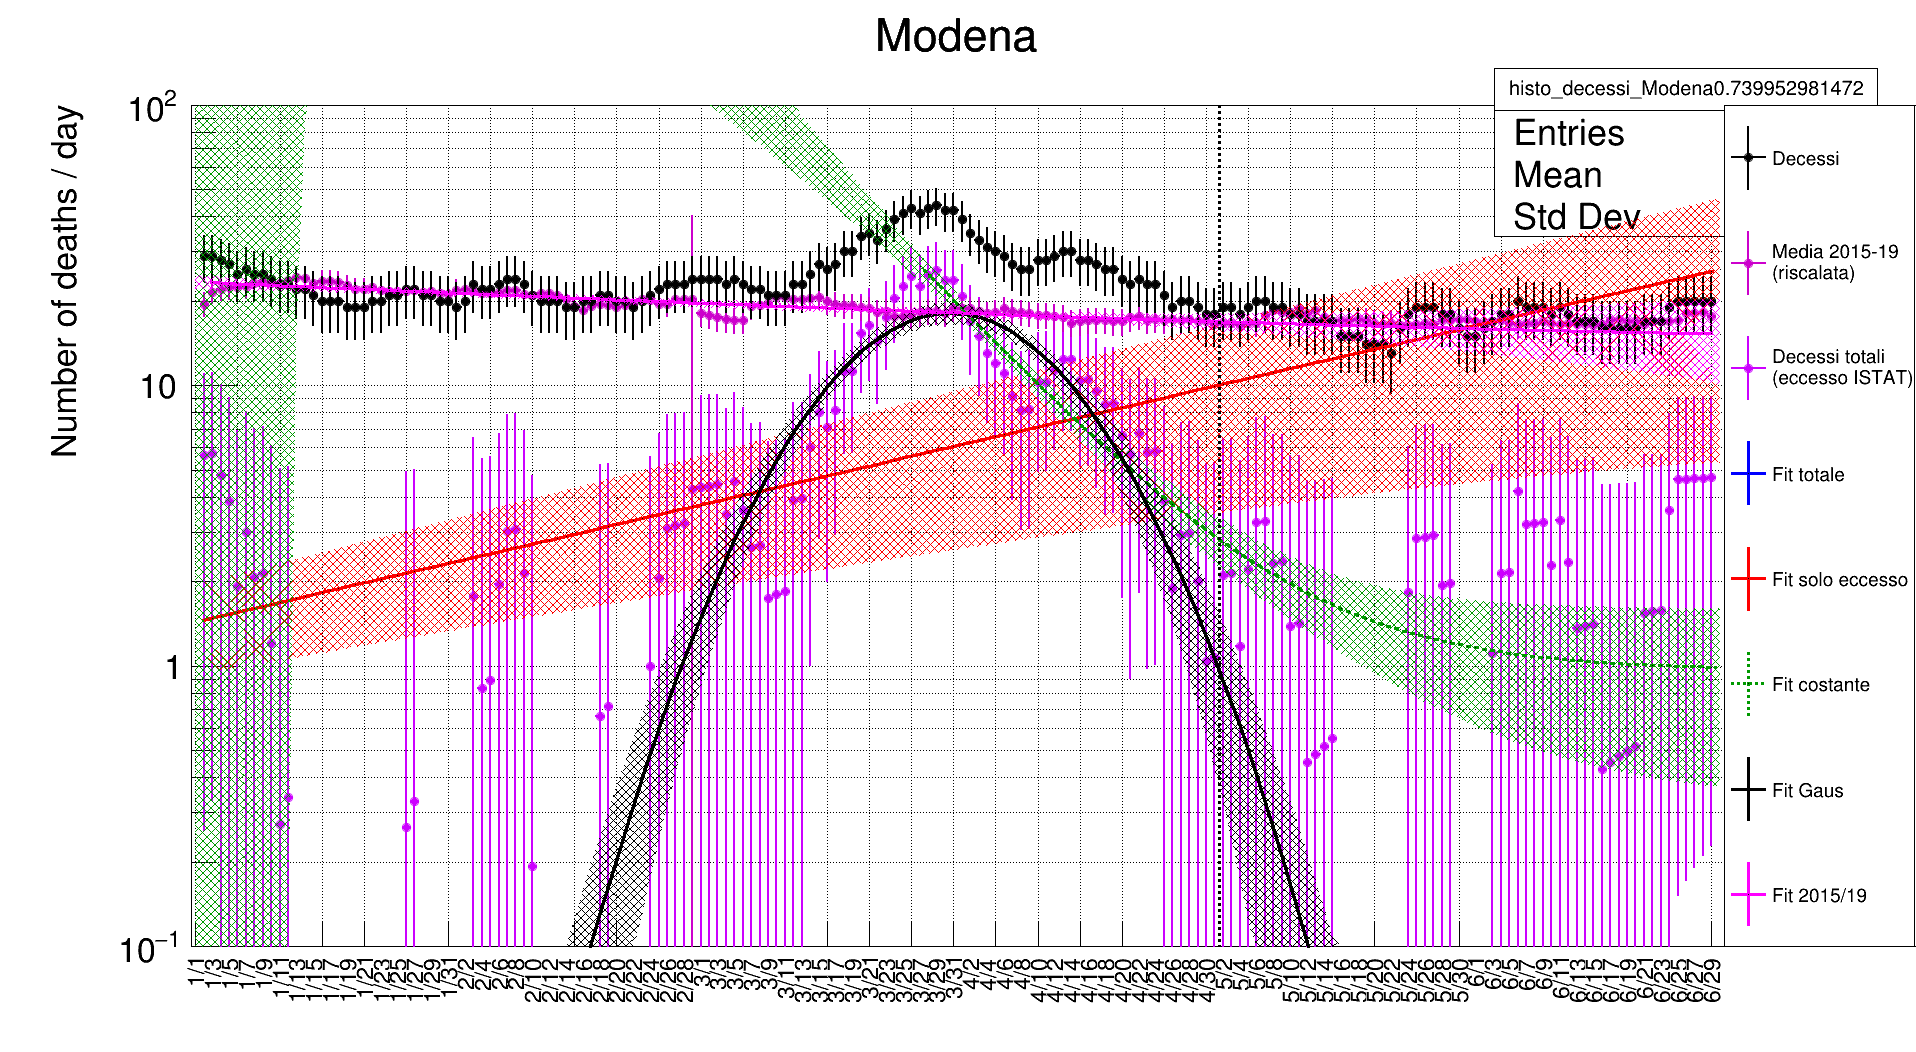 Modena
histo_decessi_Modena0.739952981472
Entries
Mean
Std Dev
Number of deaths / day
10²
10
1
10⁻¹
Decessi
Media 2015-19
(riscalata)
Decessi totali
(eccesso ISTAT)
Fit totale
Fit solo eccesso
Fit costante
Fit Gaus
Fit 2015/19
1/1 1/3 1/5 1/7 1/9 1/11 1/13 1/15 1/17 1/19 1/21 1/23 1/25 1/27 1/29 1/31 2/2 2/4 2/6 2/8 2/10 2/12 2/14 2/16 2/18 2/20 2/22 2/24 2/26 2/28 3/1 3/3 3/5 3/7 3/9 3/11 3/13 3/15 3/17 3/19 3/21 3/23 3/25 3/27 3/29 3/31 4/2 4/4 4/6 4/8 4/10 4/12 4/14 4/16 4/18 4/20 4/22 4/24 4/26 4/28 4/30 5/2 5/4 5/6 5/8 5/10 5/12 5/14 5/16 5/18 5/20 5/22 5/24 5/26 5/28 5/30 6/1 6/3 6/5 6/7 6/9 6/11 6/13 6/15 6/17 6/19 6/21 6/23 6/25 6/27 6/29